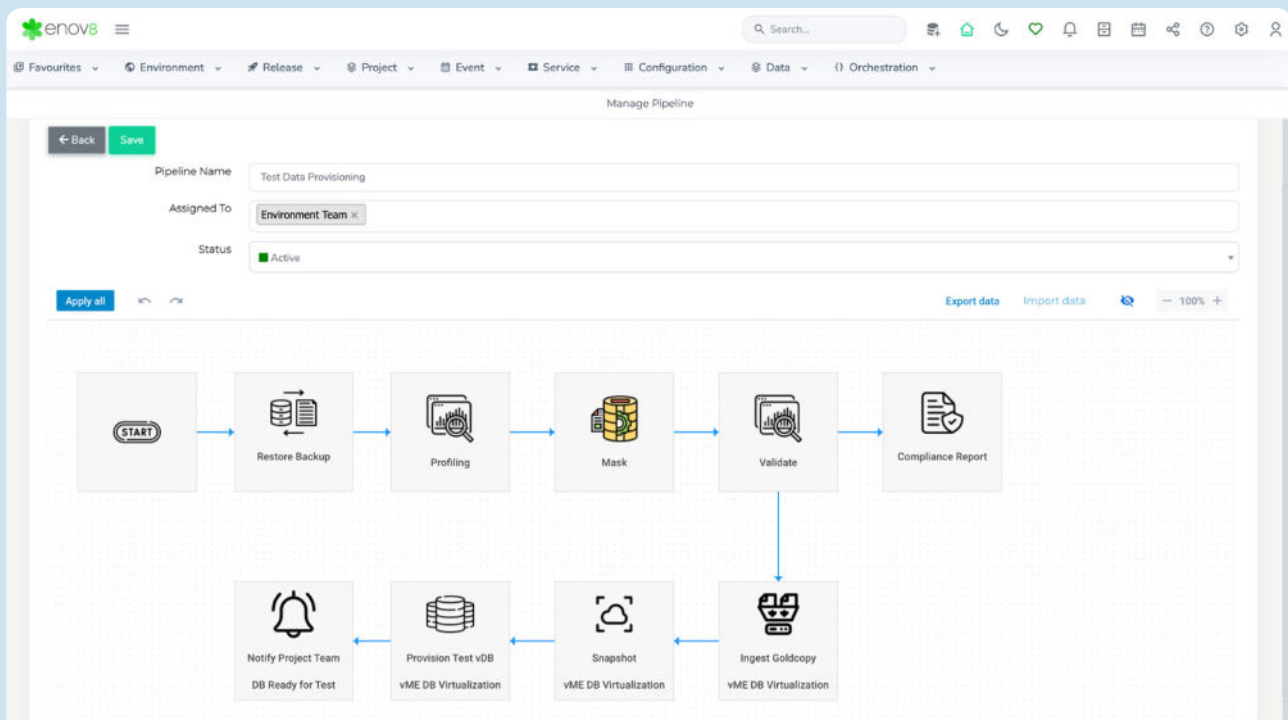 enov8
Search...
Favourites Environment Release Project Event Service Configuration Data Orchestration
Manage Pipeline
Back Save
Pipeline Name Test Data Provisioning
Assigned To Environment Team ×
Status Active
Apply all Export data Import data − 100% +
START
Restore Backup Profiling Mask Validate Compliance Report
Notify Project Team Provision Test vDB Snapshot Ingest Goldcopy
DB Ready for Test vME DB Virtualization vME DB Virtualization vME DB Virtualization